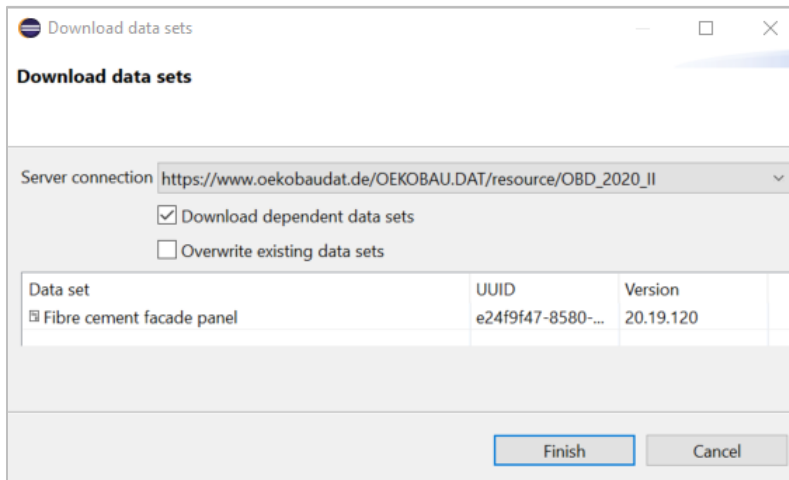 Download data sets
Download data sets
Server connection https://www.oekobaudat.de/OEKOBAU.DAT/resource/OBD_2020_II
Download dependent data sets
Overwrite existing data sets
Data set UUID Version
Fibre cement facade panel e24f9f47-8580-... 20.19.120
Finish Cancel